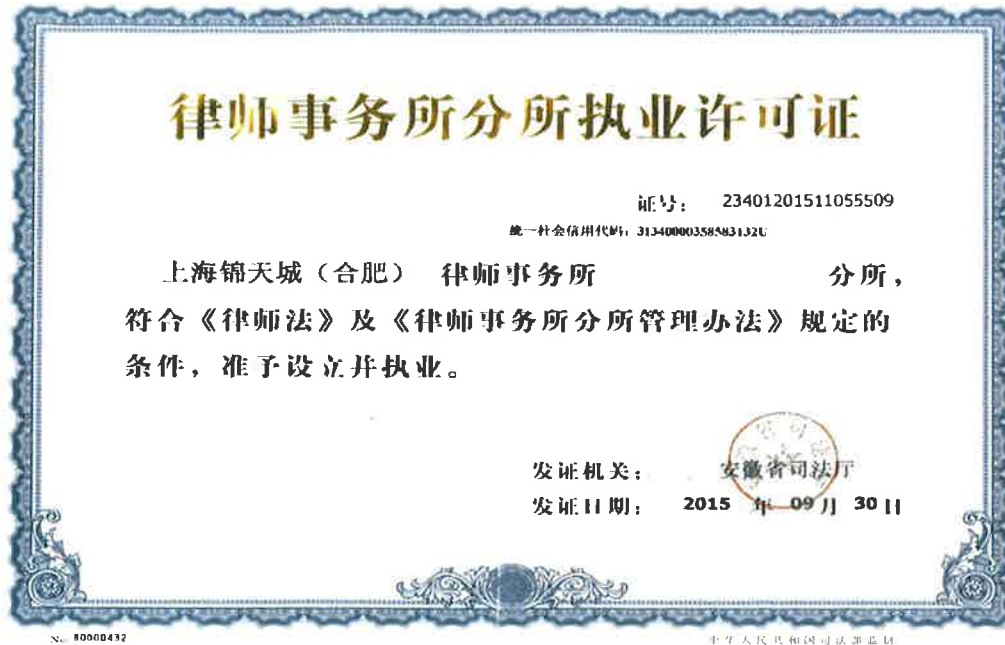 律师事务所分所执业许可证
证号： 23401201511055509
统一社会信用代码：31340000358583132U
上海锦天城（合肥） 律师事务所 分所，
符合《律师法》及《律师事务所分所管理办法》规定的
条件，准予设立并执业。
发证机关： 安徽省司法厅
发证日期： 2015 年 09 月 30 日
No. 80000432
中华人民共和国司法部监制